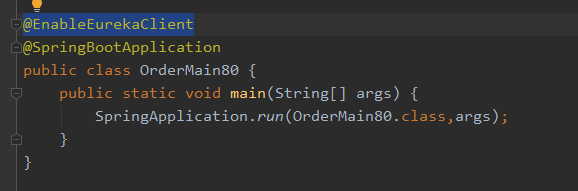 @EnableEurekaClient
@SpringBootApplication
public class OrderMain80 {
    public static void main(String[] args) {
        SpringApplication.run(OrderMain80.class,args);
    }
}